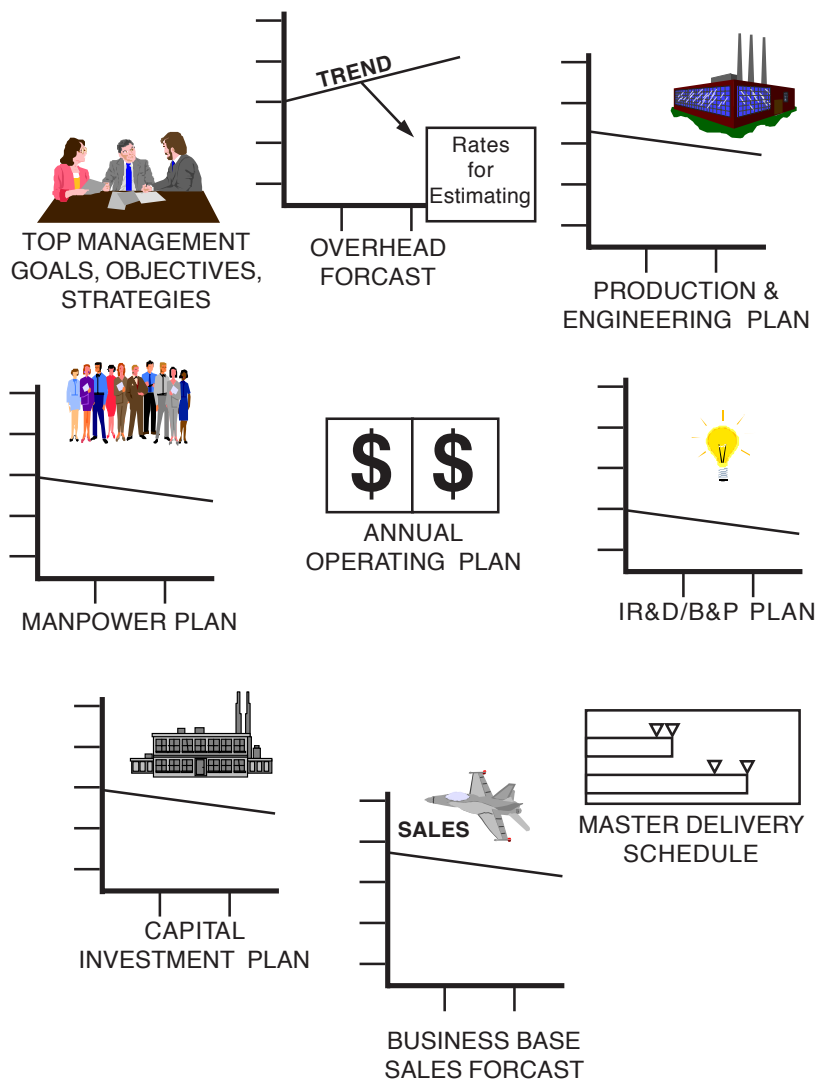 TREND
Rates
for
Estimating
TOP MANAGEMENT
GOALS, OBJECTIVES,
STRATEGIES
OVERHEAD
FORCAST
PRODUCTION &
ENGINEERING PLAN
MANPOWER PLAN
$ $
ANNUAL
OPERATING PLAN
IR&D/B&P PLAN
CAPITAL
INVESTMENT PLAN
SALES
BUSINESS BASE
SALES FORCAST
MASTER DELIVERY
SCHEDULE